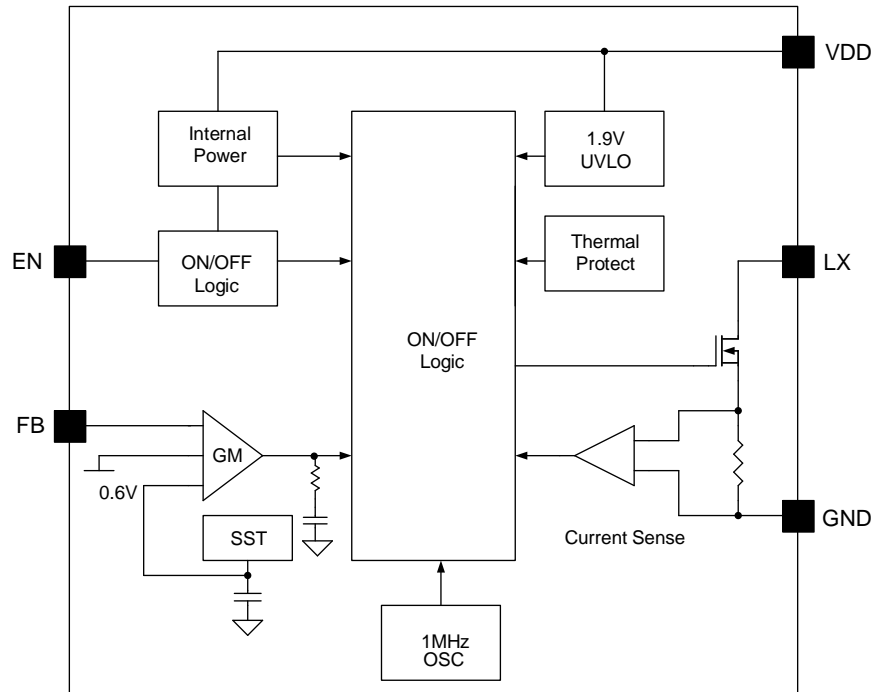 VDD
Internal
Power
1.9V
UVLO
EN
ON/OFF
Logic
Thermal
Protect
LX
ON/OFF
Logic
FB
GM
0.6V
SST
Current Sense
GND
1MHz
OSC